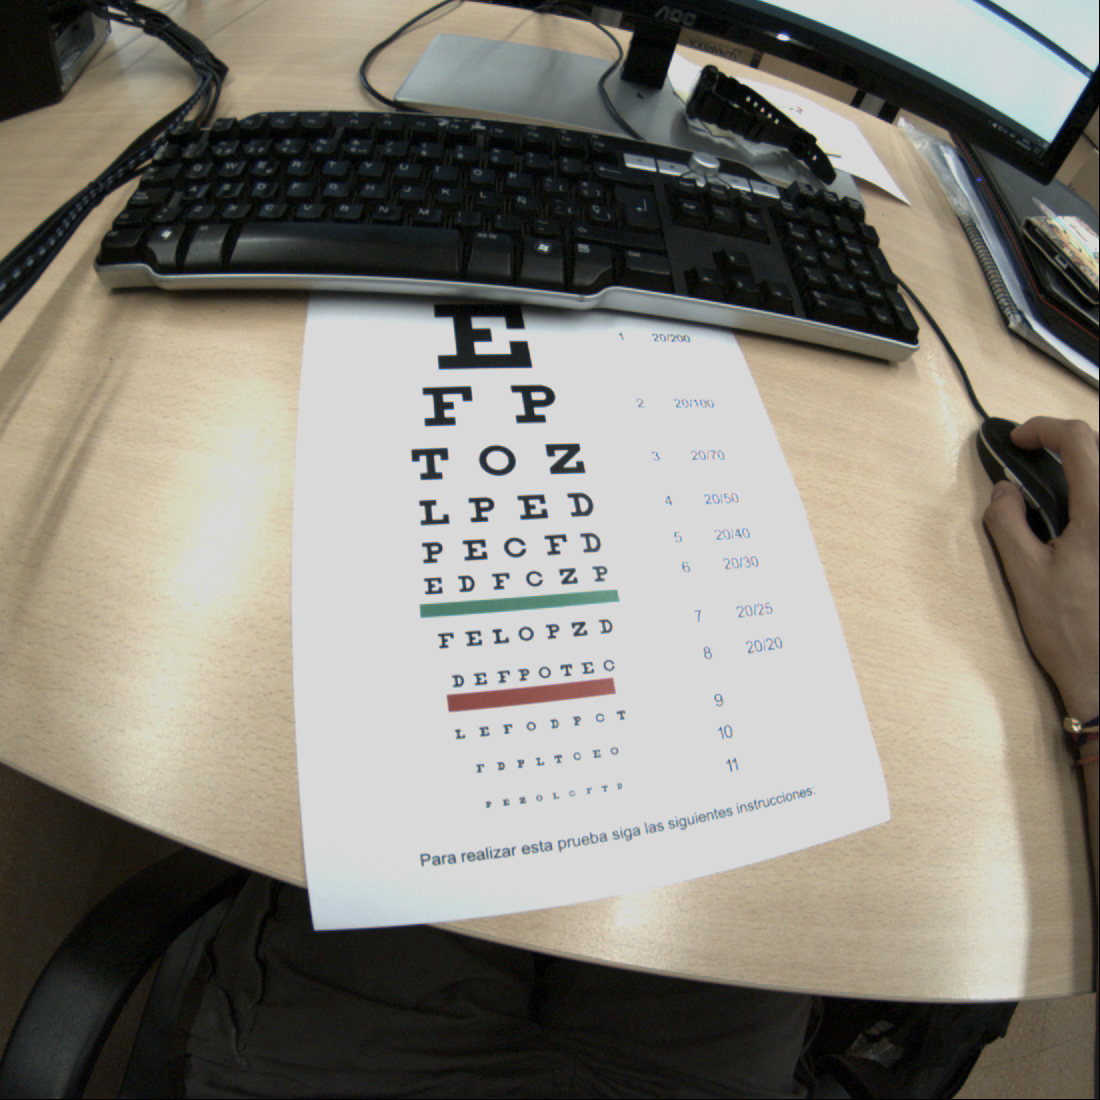 AOC
E 1 20/200
F P 2 20/100
T O Z 3 20/70
L P E D 4 20/50
P E C F D 5 20/40
E D F C Z P 6 20/30
F E L O P Z D 7 20/25
D E F P O T E C 8 20/20
L E F O D P C T 9
F D P L T C E O 10
P E Z O L C F T D 11
Para realizar esta prueba siga las siguientes instrucciones: